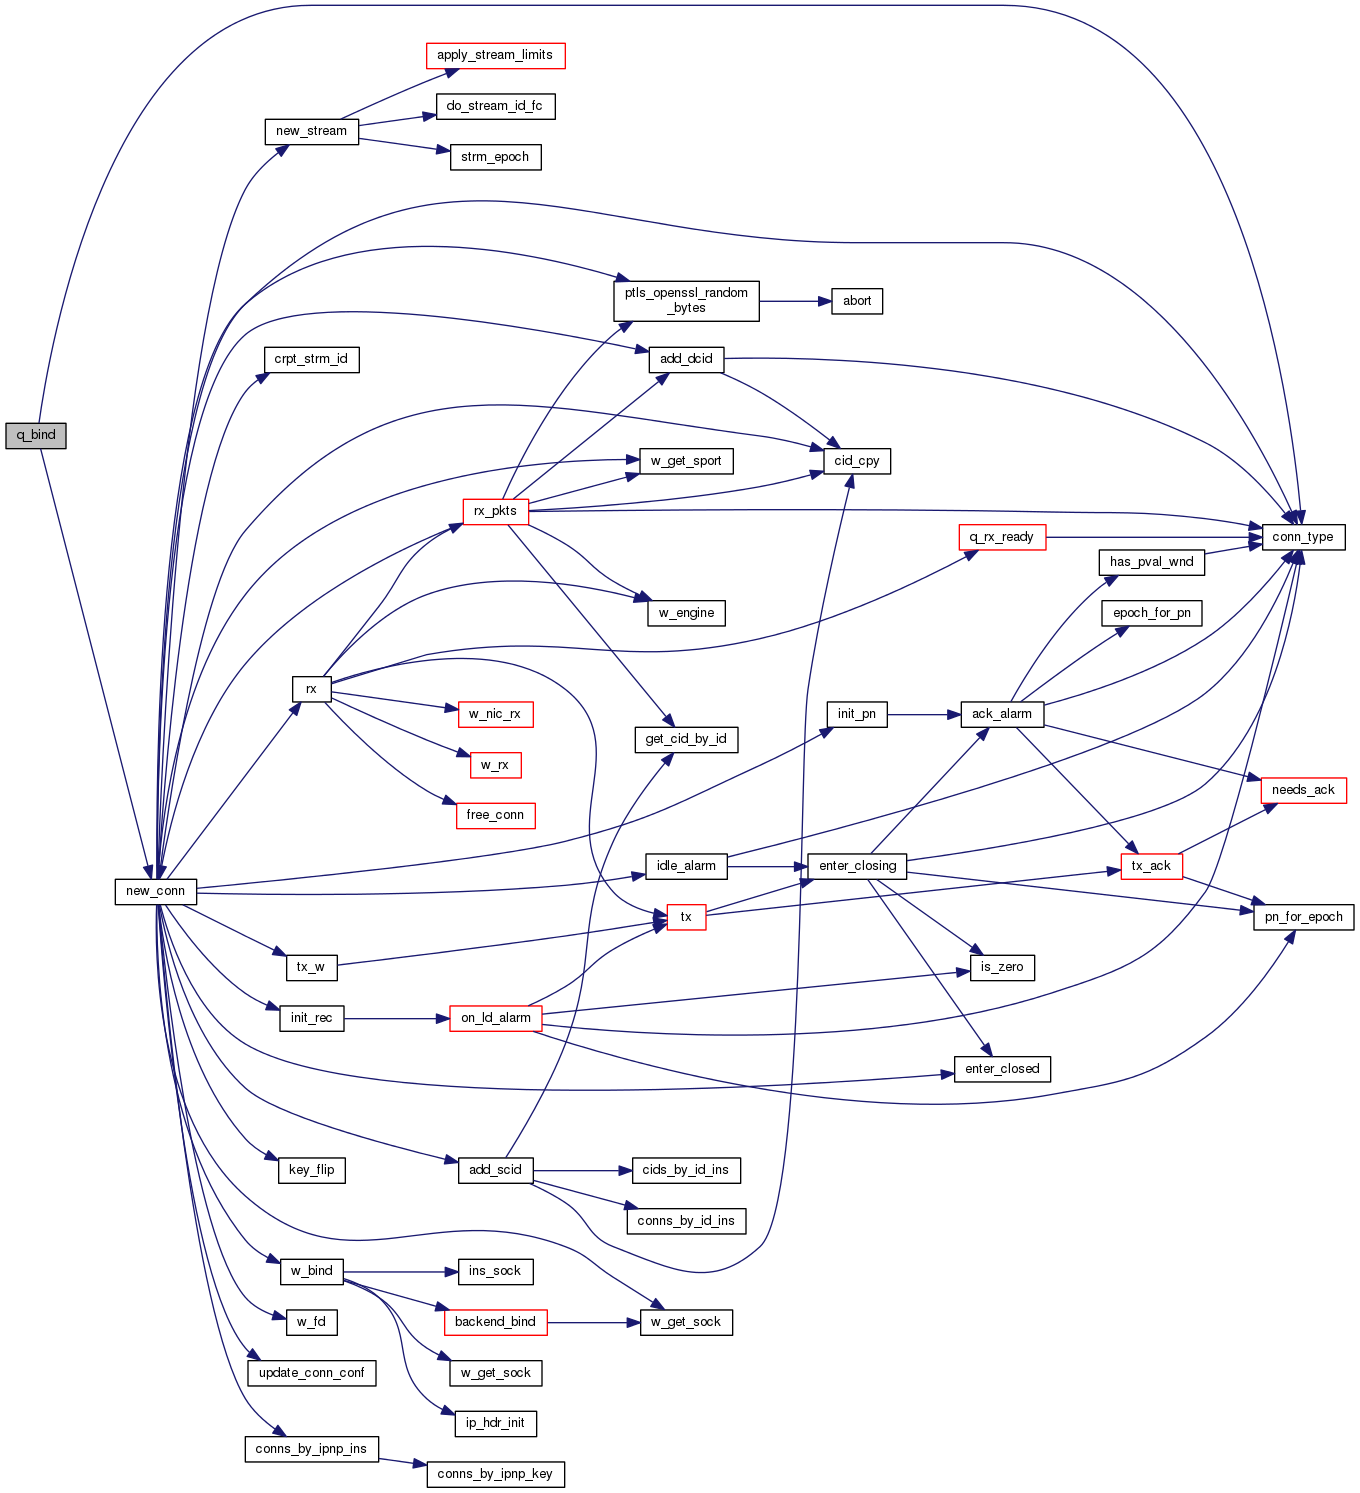 apply_stream_limits
do_stream_id_fc
new_stream
strm_epoch
ptls_openssl_random
_bytes
abort
crpt_strm_id
add_dcid
q_bind
w_get_sport
cid_cpy
rx_pkts
q_rx_ready
conn_type
has_pval_wnd
w_engine
epoch_for_pn
rx
w_nic_rx
init_pn
ack_alarm
get_cid_by_id
w_rx
needs_ack
free_conn
idle_alarm
enter_closing
tx_ack
new_conn
tx
pn_for_epoch
tx_w
is_zero
init_rec
on_ld_alarm
enter_closed
key_flip
add_scid
cids_by_id_ins
conns_by_id_ins
w_bind
ins_sock
w_fd
backend_bind
w_get_sock
update_conn_conf
w_get_sock
ip_hdr_init
conns_by_ipnp_ins
conns_by_ipnp_key